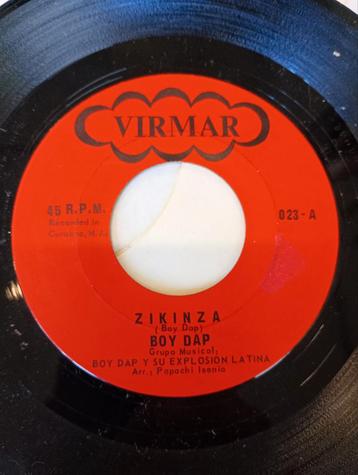 VIRMAR
45 R.P.M.
Recorded in
Curacao, N.A.
023-A
ZIKINZA
(Boy Dap)
BOY DAP
Grupo Musical;
BOY DAP Y SU EXPLOSION LATINA
Arr.; Papachi Isenia